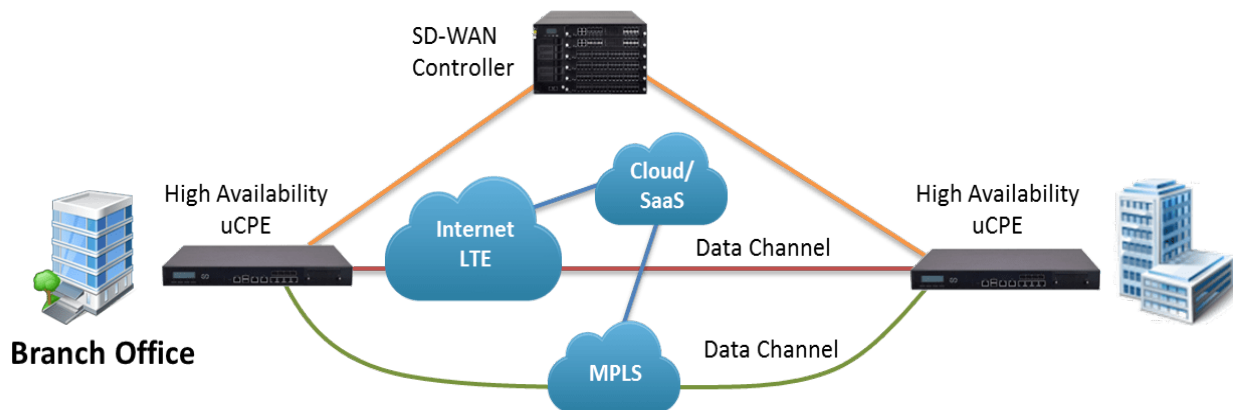 SD-WAN
Controller
High Availability
uCPE
Internet
LTE
Cloud/
SaaS
High Availability
uCPE
Data Channel
Branch Office
MPLS
Data Channel